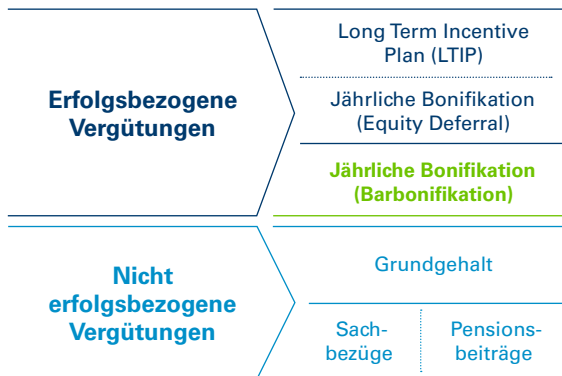 Erfolgsbezogene
Vergütungen
Long Term Incentive
Plan (LTIP)
Jährliche Bonifikation
(Equity Deferral)
Jährliche Bonifikation
(Barbonifikation)
Nicht
erfolgsbezogene
Vergütungen
Grundgehalt
Sach-
bezüge
Pensions-
beiträge